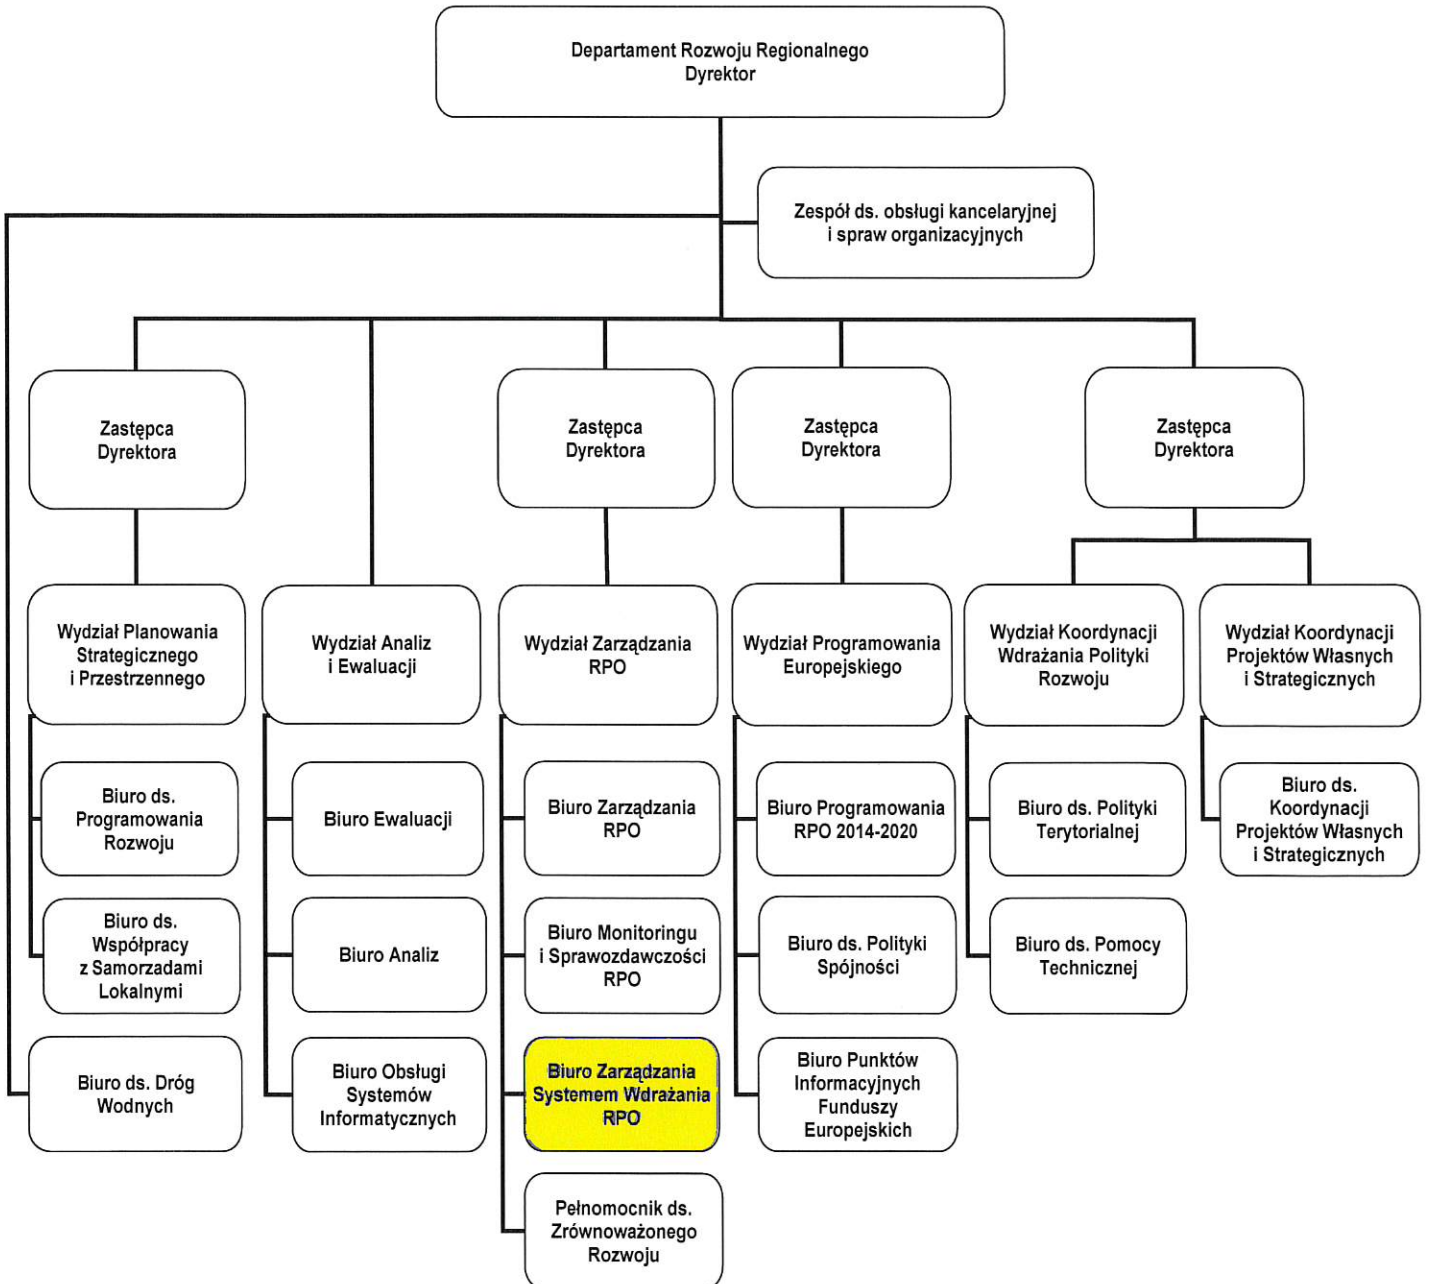 Departament Rozwoju Regionalnego
Dyrektor
Zespół ds. obsługi kancelaryjnej
i spraw organizacyjnych
Zastępca
Dyrektora
Zastępca
Dyrektora
Zastępca
Dyrektora
Zastępca
Dyrektora
Wydział Planowania
Strategicznego
i Przestrzennego
Wydział Analiz
i Ewaluacji
Wydział Zarządzania
RPO
Wydział Programowania
Europejskiego
Wydział Koordynacji
Wdrażania Polityki
Rozwoju
Wydział Koordynacji
Projektów Własnych
i Strategicznych
Biuro ds.
Programowania
Rozwoju
Biuro Ewaluacji
Biuro Zarządzania
RPO
Biuro Programowania
RPO 2014-2020
Biuro ds. Polityki
Terytorialnej
Biuro ds.
Koordynacji
Projektów Własnych
i Strategicznych
Biuro ds.
Współpracy
z Samorzadami
Lokalnymi
Biuro Analiz
Biuro Monitoringu
i Sprawozdawczości
RPO
Biuro ds. Polityki
Spójności
Biuro ds. Pomocy
Technicznej
Biuro ds. Dróg
Wodnych
Biuro Obsługi
Systemów
Informatycznych
Biuro Zarządzania
Systemem Wdrażania
RPO
Biuro Punktów
Informacyjnych
Funduszy
Europejskich
Pełnomocnik ds.
Zrównoważonego
Rozwoju